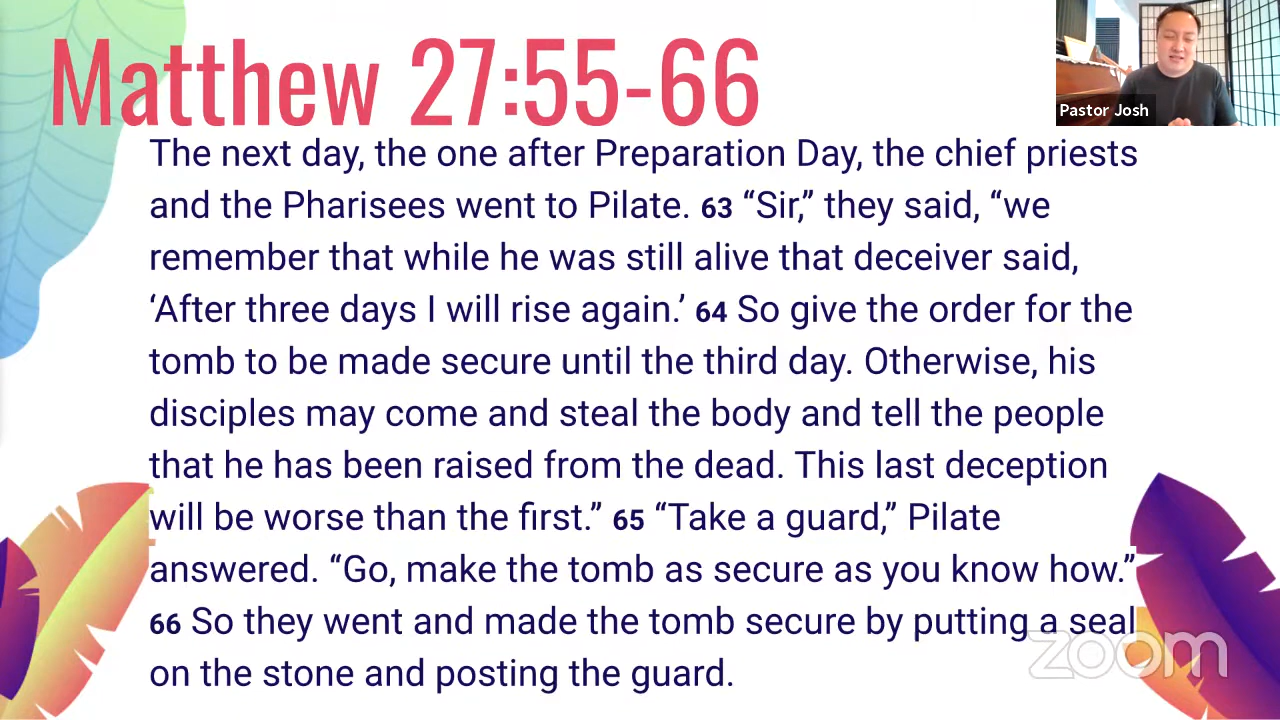 Matthew 27:55-66
Pastor Josh
The next day, the one after Preparation Day, the chief priests
and the Pharisees went to Pilate. 63 “Sir,” they said, “we
remember that while he was still alive that deceiver said,
‘After three days I will rise again.’ 64 So give the order for the
tomb to be made secure until the third day. Otherwise, his
disciples may come and steal the body and tell the people
that he has been raised from the dead. This last deception
will be worse than the first.” 65 “Take a guard,” Pilate
answered. “Go, make the tomb as secure as you know how.”
66 So they went and made the tomb secure by putting a seal
on the stone and posting the guard.
zoom